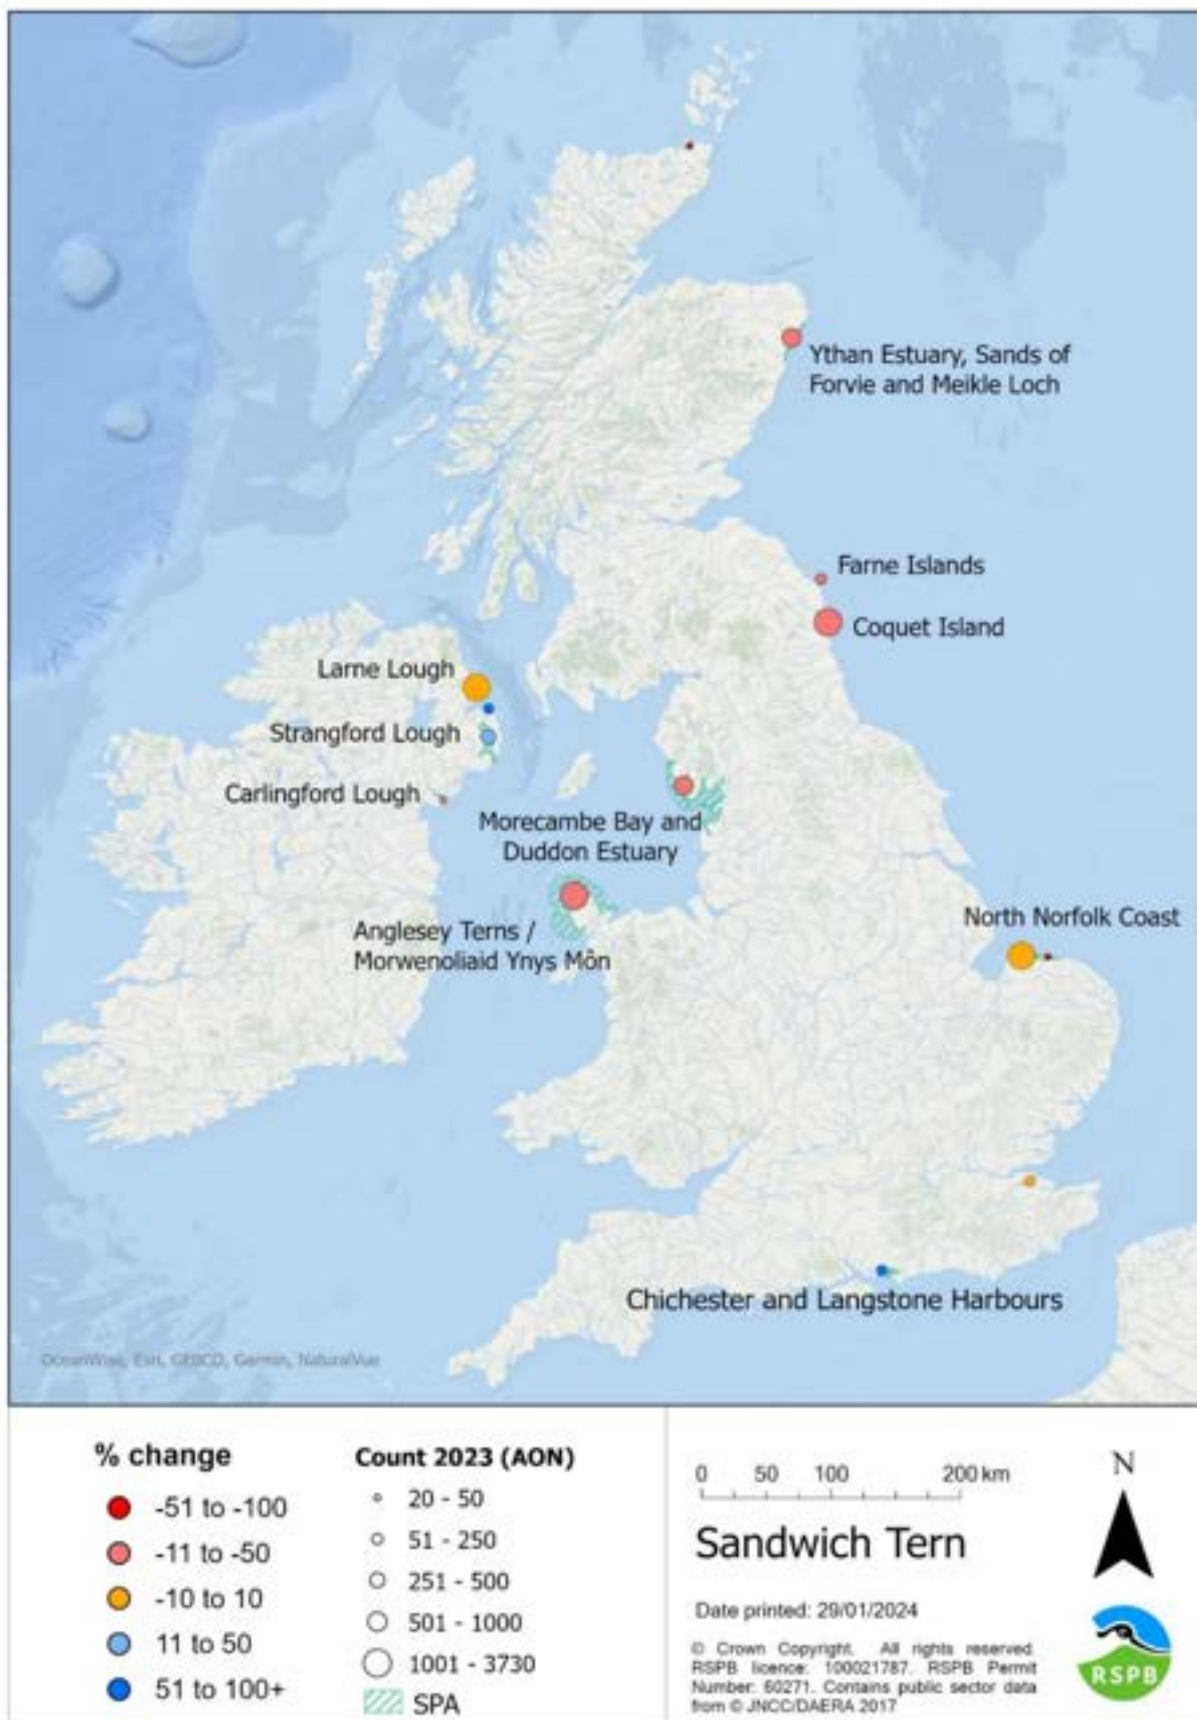 Ythan Estuary, Sands of
Forvie and Meikle Loch
Farne Islands
Coquet Island
Larne Lough
Strangford Lough
Carlingford Lough
Morecambe Bay and
Duddon Estuary
Anglesey Terns /
Morwenoliaid Ynys Môn
North Norfolk Coast
Chichester and Langstone Harbours
OceanWise, Esri, GEBCO, Garmin, NaturalVue
% change
-51 to -100
-11 to -50
-10 to 10
11 to 50
51 to 100+
Count 2023 (AON)
20 - 50
51 - 250
251 - 500
501 - 1000
1001 - 3730
SPA
0 50 100 200 km
N
Sandwich Tern
Date printed: 29/01/2024
© Crown Copyright. All rights reserved.
RSPB licence: 100021787. RSPB Permit
Number: 60271. Contains public sector data
from © JNCC/DAERA 2017
RSPB